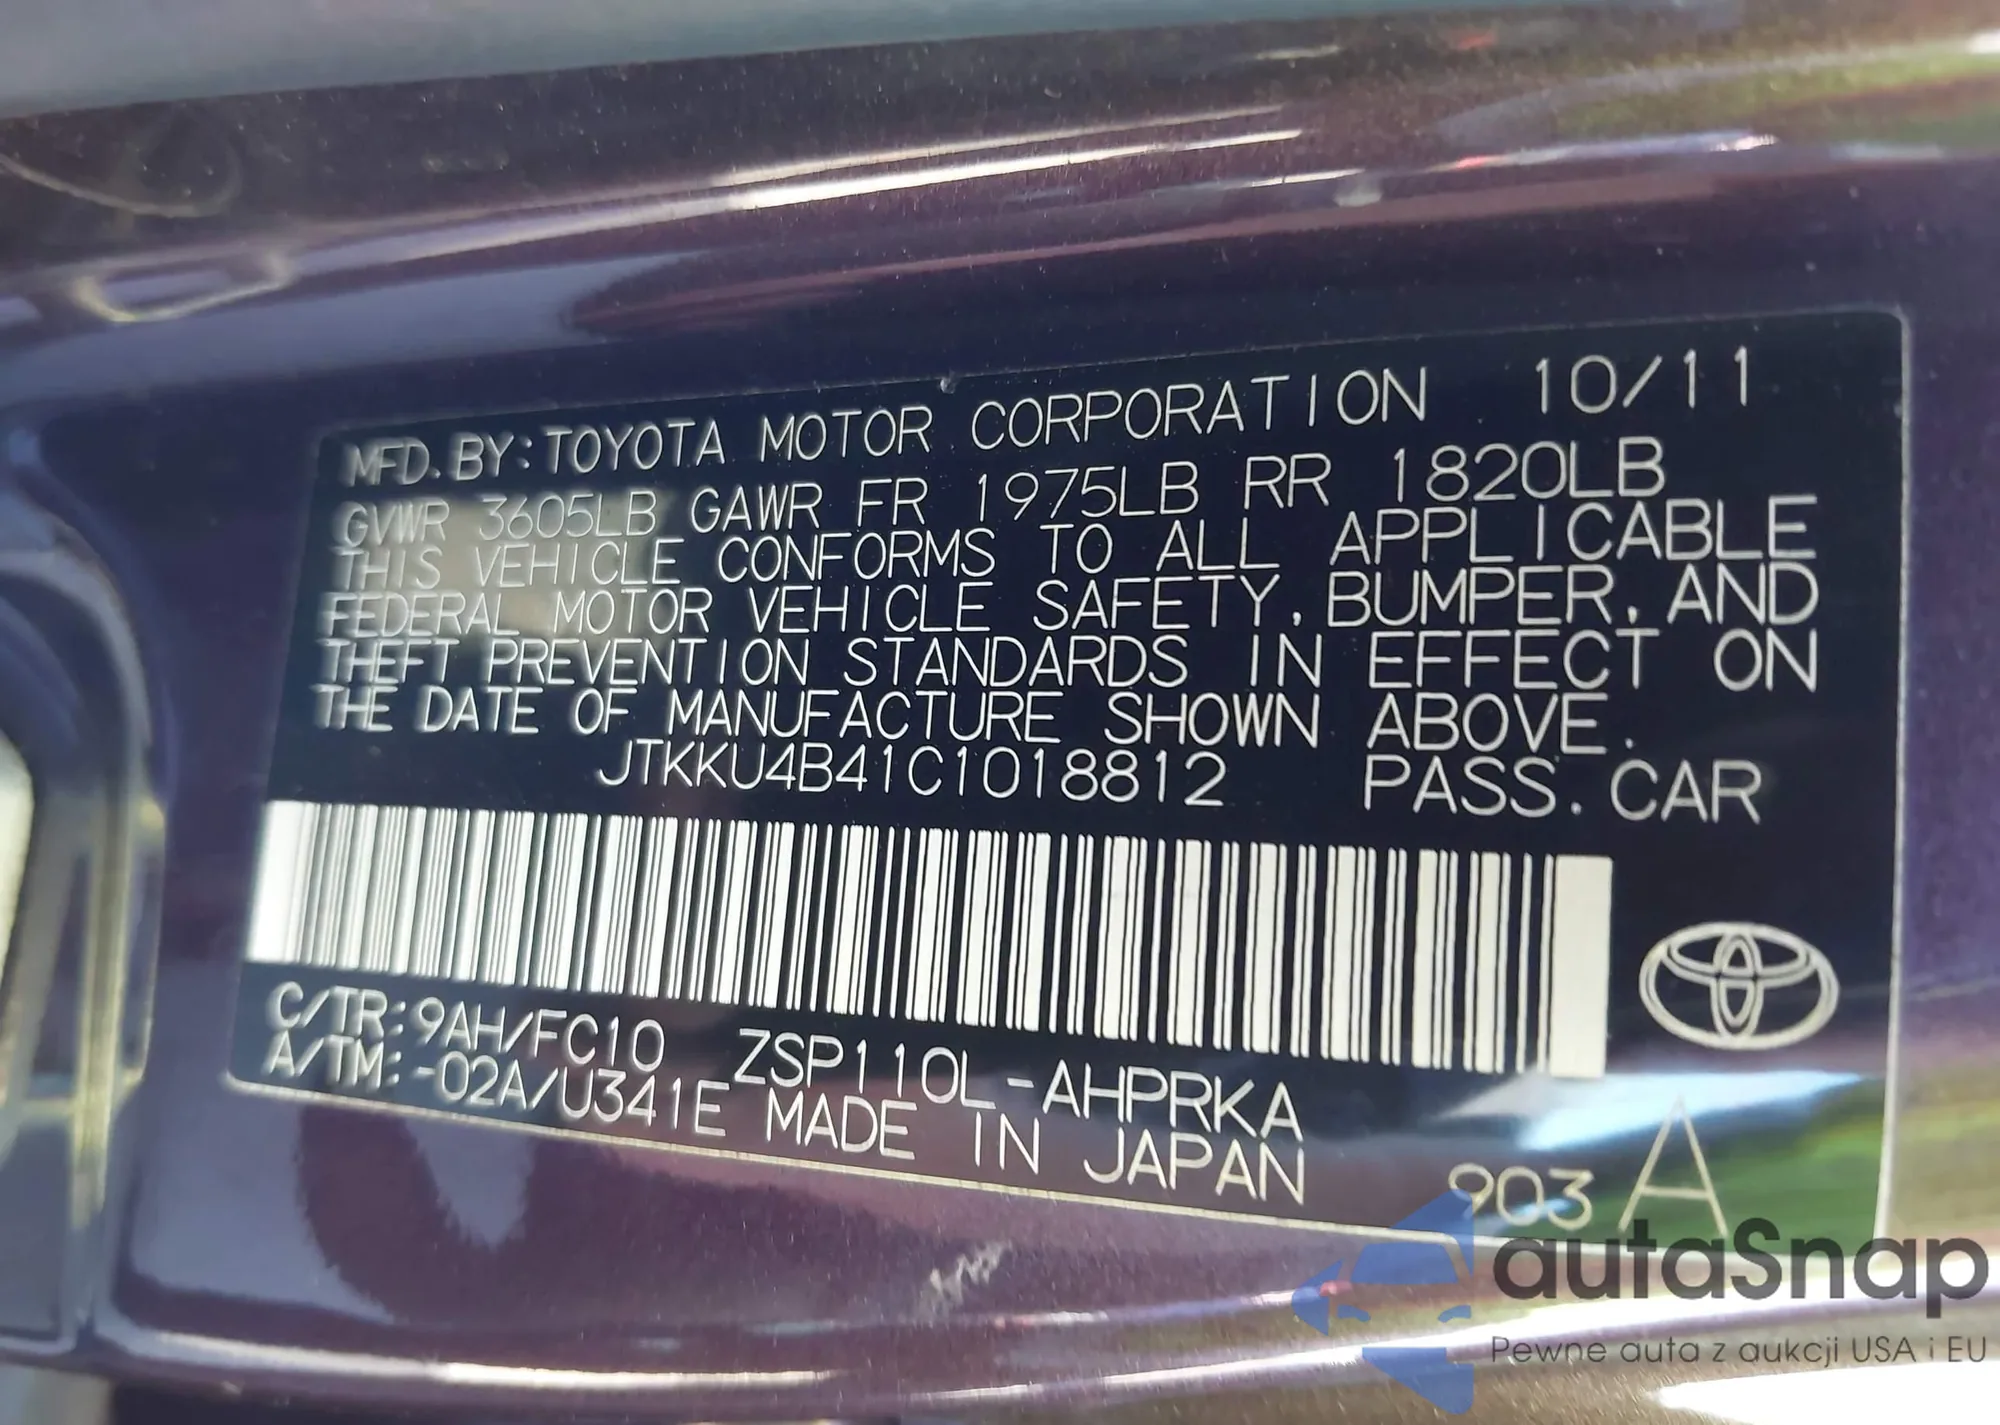 MFD. BY: TOYOTA MOTOR CORPORATION 10/11
GVWR 3605LB GAWR FR 1975LB RR 1820LB
THIS VEHICLE CONFORMS TO ALL APPLICABLE
FEDERAL MOTOR VEHICLE SAFETY, BUMPER, AND
THEFT PREVENTION STANDARDS IN EFFECT ON
THE DATE OF MANUFACTURE SHOWN ABOVE.
JTKKU4B41C1018812 PASS. CAR
C/TR: 9AH/FC10 ZSP110L-AHPRKA
A/TM: -02A/U341E MADE IN JAPAN
903 A
autaSnap
Pewne auta z aukcji USA i EU